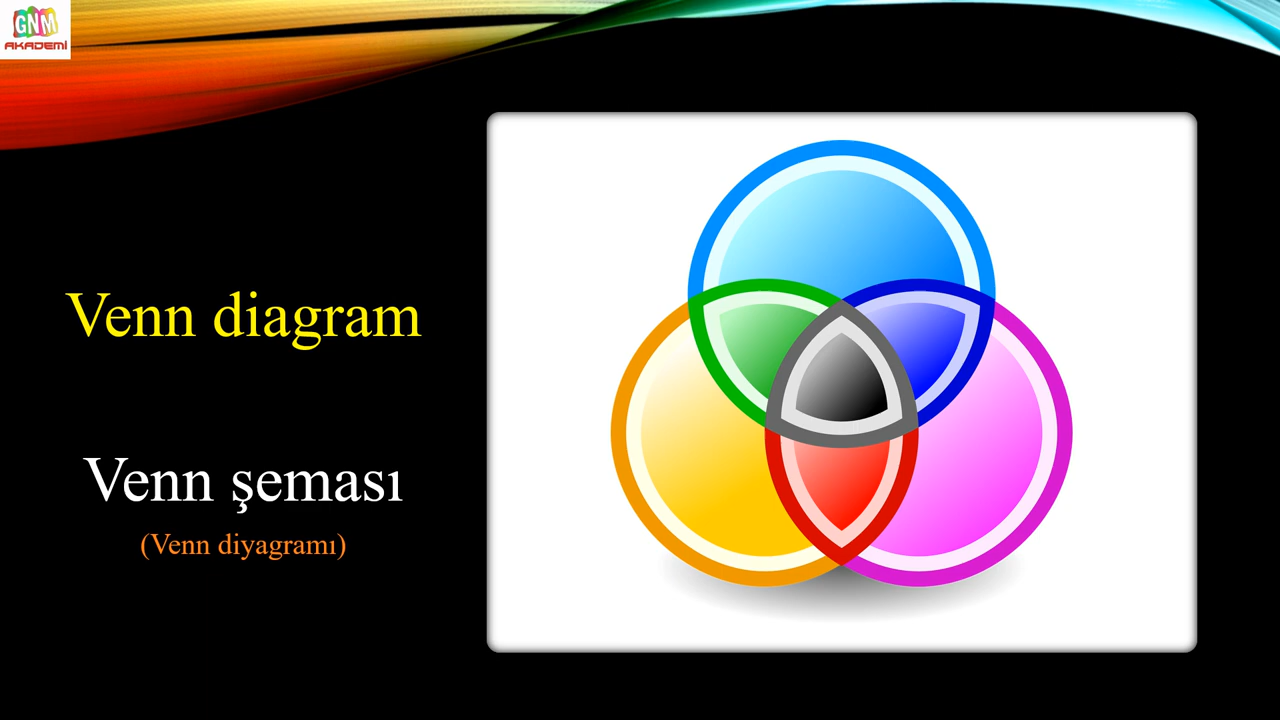 GNM
AKADEMİ
Venn diagram
Venn şeması
(Venn diyagramı)